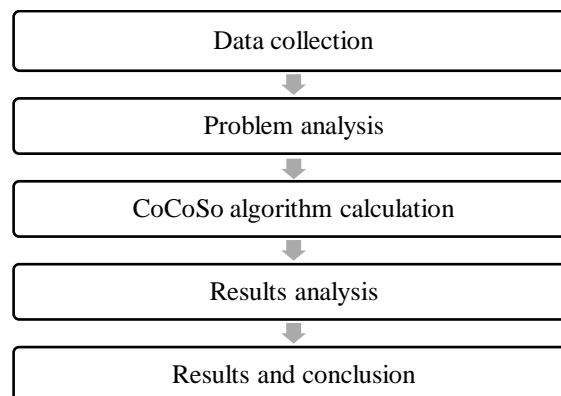 Data collection
Problem analysis
CoCoSo algorithm calculation
Results analysis
Results and conclusion